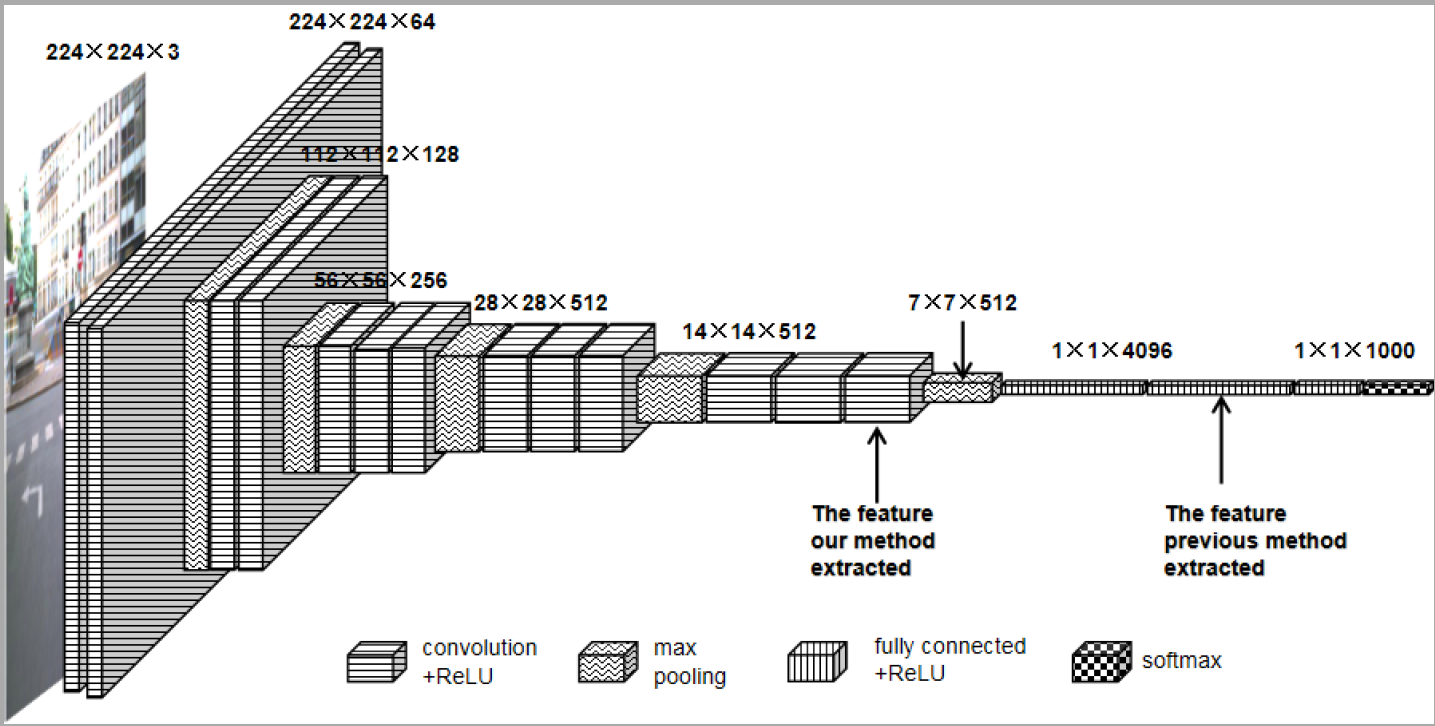 224×224×64
224×224×3
112×112×128
56×56×256
28×28×512
7×7×512
14×14×512
1×1×4096
1×1×1000
The feature
our method
extracted
The feature
previous method
extracted
convolution
+ReLU
max
pooling
fully connected
+ReLU
softmax